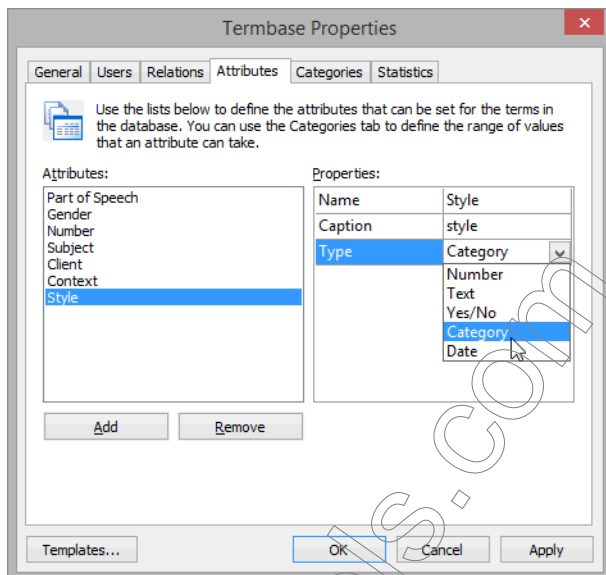 Termbase Properties
General Users Relations Attributes Categories Statistics
Use the lists below to define the attributes that can be set for the terms in
the database. You can use the Categories tab to define the range of values
that an attribute can take.
Attributes:
Properties:
Part of Speech
Gender
Number
Subject
Client
Context
Style
Name Style
Caption style
Type Category
Number
Text
Yes/No
Category
Date
Add Remove
Templates... OK Cancel Apply